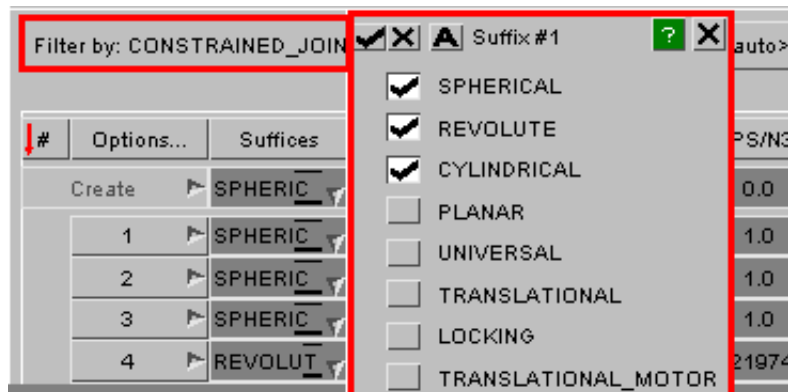 Filter by: CONSTRAINED_JOIN
A Suffix #1 ?
auto>
SPHERICAL
REVOLUTE
CYLINDRICAL
PLANAR
UNIVERSAL
TRANSLATIONAL
LOCKING
TRANSLATIONAL_MOTOR
# Options... Suffices PS/N3
Create SPHERIC 0.0
1 SPHERIC 1.0
2 SPHERIC 1.0
3 SPHERIC 1.0
4 REVOLUT 21974